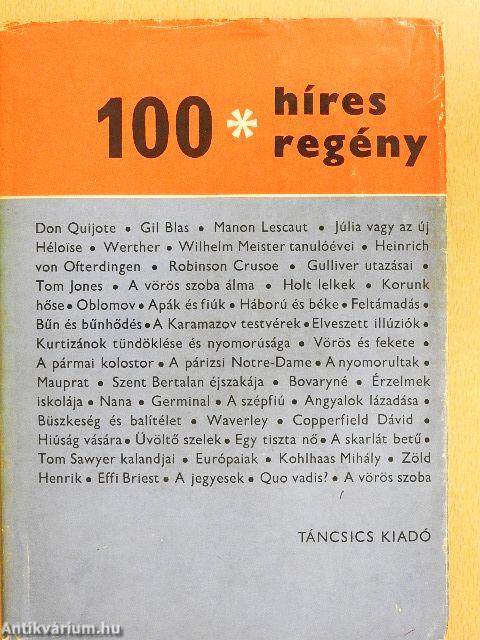 100 * híres
regény
Don Quijote • Gil Blas • Manon Lescaut • Júlia vagy az új
Héloïse • Werther • Wilhelm Meister tanulóévei • Heinrich
von Ofterdingen • Robinson Crusoe • Gulliver utazásai •
Tom Jones • A vörös szoba álma • Holt lelkek • Korunk
hőse • Oblomov • Apák és fiúk • Háború és béke • Feltámadás •
Bűn és bűnhődés • A Karamazov testvérek • Elveszett illúziók •
Kurtizánok tündöklése és nyomorúsága • Vörös és fekete •
A pármai kolostor • A párizsi Notre-Dame • A nyomorultak •
Mauprat • Szent Bertalan éjszakája • Bovaryné • Érzelmek
iskolája • Nana • Germinal • A szépfiú • Angyalok lázadása •
Büszkeség és balítélet • Waverley • Copperfield Dávid •
Hiúság vására • Üvöltő szelek • Egy tiszta nő • A skarlát betű •
Tom Sawyer kalandjai • Európaiak • Kohlhaas Mihály • Zöld
Henrik • Effi Briest • A jegyesek • Quo vadis? • A vörös szoba
TÁNCSICS KIADÓ
Antikvárium.hu